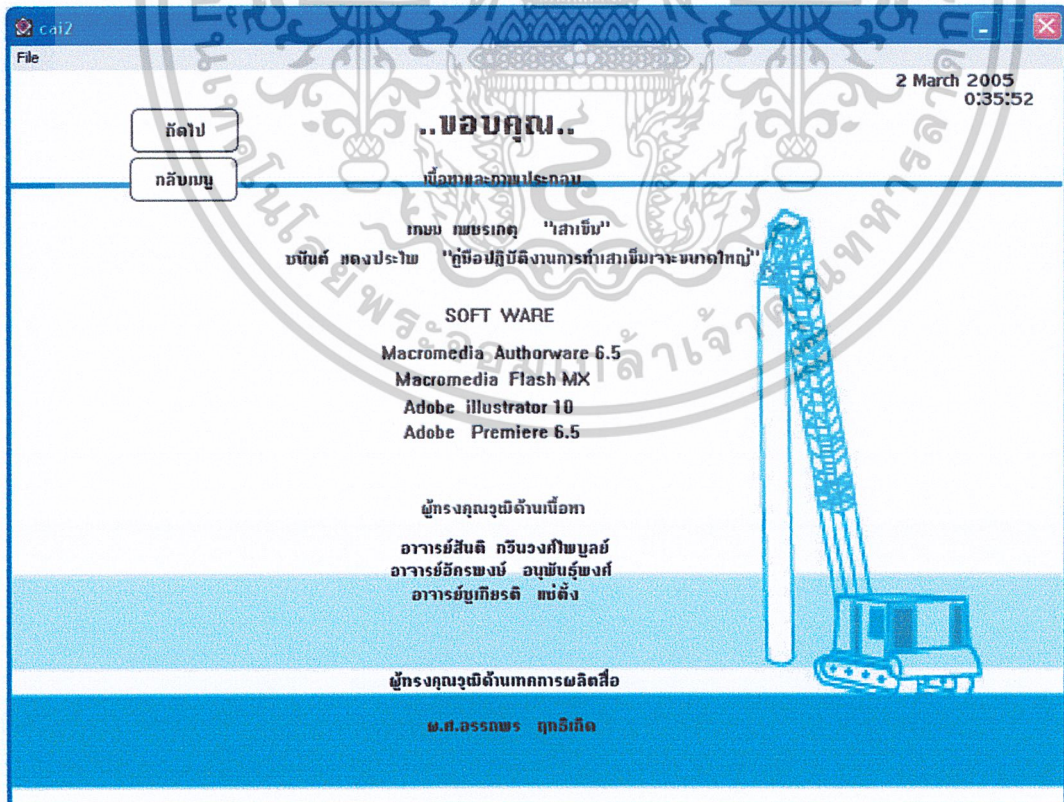 cai2
File
2 March 2005
0:35:52
ถัดไป
..ขอบคุณ..
กลับเมนู
เนื้อหาและภาพประกอบ
เกษม เพชรเกตุ "เสาเข็ม"
ชนันต์ แดงประไพ "คู่มือปฏิบัติงานการทำเสาเข็มเจาะขนาดใหญ่"
SOFT WARE
Macromedia Authorware 6.5
Macromedia Flash MX
Adobe illustrator 10
Adobe Premiere 6.5
ผู้ทรงคุณวุฒิด้านเนื้อหา
อาจารย์สันติ กวินวงศ์ไพบูลย์
อาจารย์อัครพงษ์ อนุพันธุ์พงศ์
อาจารย์ชูเกียรติ แซ่ตั้ง
ผู้ทรงคุณวุฒิด้านเทคการผลิตสื่อ
ผ.ศ.อรรถพร ฤทธิเกิด